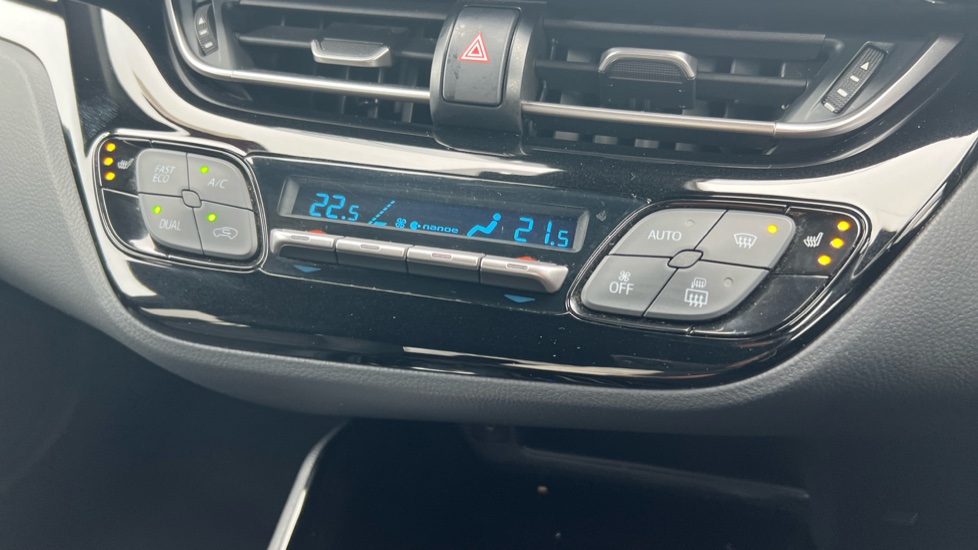 FAST
ECO
A/C
DUAL
22.5
nanoe
21.5
AUTO
OFF